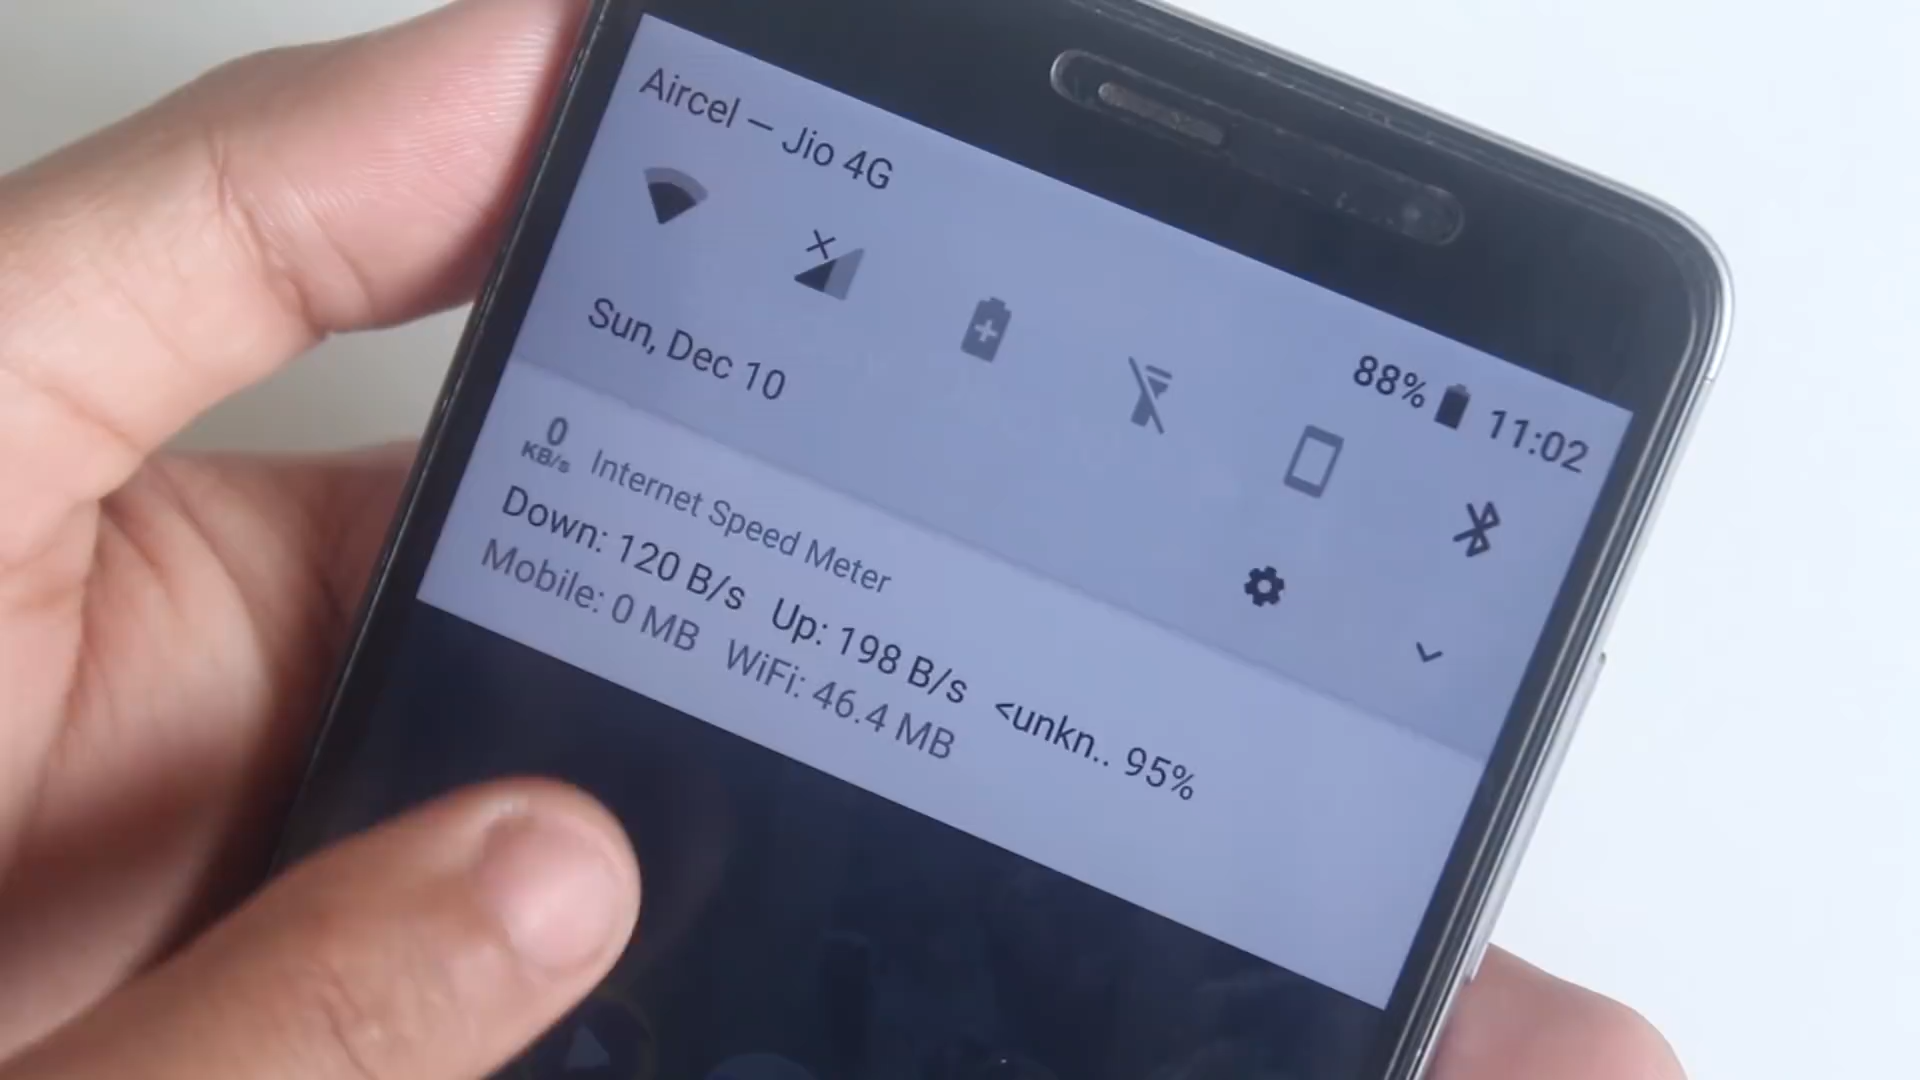 Aircel — Jio 4G
88% 11:02
Sun, Dec 10
0 KB/s Internet Speed Meter
Down: 120 B/s Up: 198 B/s <unkn.. 95%
Mobile: 0 MB WiFi: 46.4 MB